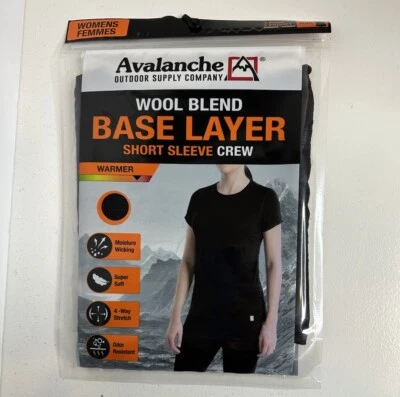 WOMENS
FEMMES
Avalanche
OUTDOOR SUPPLY COMPANY
WOOL BLEND
BASE LAYER
SHORT SLEEVE CREW
WARMER
Moisture
Wicking
Super
Soft
4-Way
Stretch
Odor
Resistant